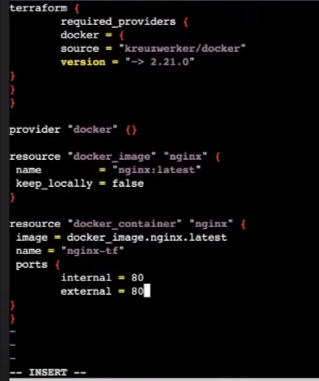 terraform {
        required_providers {
        docker = {
        source = "kreuzwerker/docker"
        version = "~> 2.21.0"
}
}
}

provider "docker" {}

resource "docker_image" "nginx" {
 name         = "nginx:latest"
 keep_locally = false
}

resource "docker_container" "nginx" {
 image = docker_image.nginx.latest
 name = "nginx-tf"
 ports {
        internal = 80
        external = 80
}
}
~
~
~
-- INSERT --